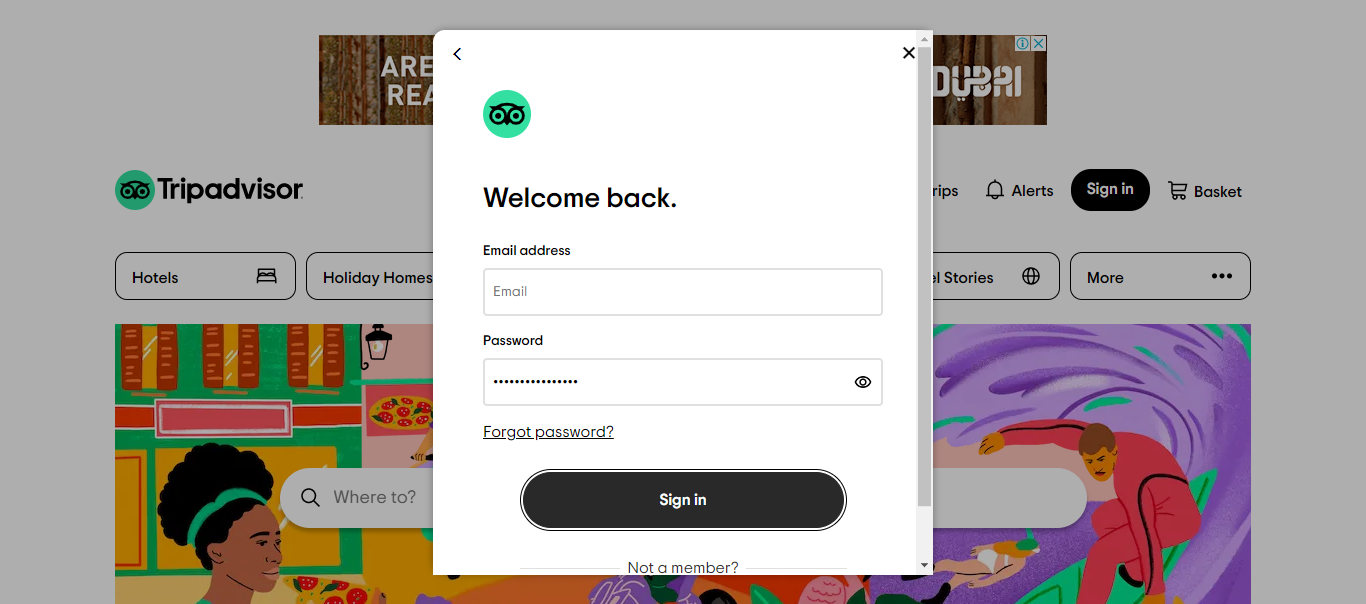 ARE
REA
DUBAI
Tripadvisor
rips
Alerts
Sign in
Basket
Hotels
Holiday Homes
el Stories
More
Where to?
Welcome back.
Email address
Email
Password
••••••••••••••••
Forgot password?
Sign in
Not a member?